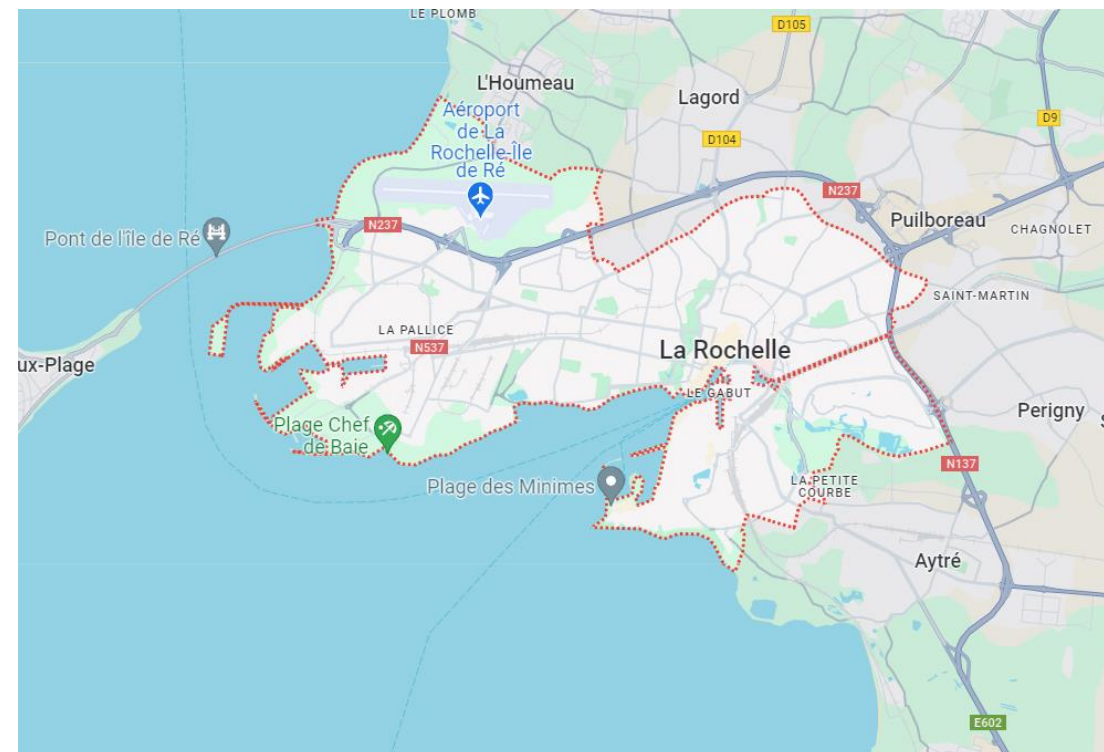 LE PLOMB
D105
L'Houmeau
Lagord
Aéroport
de La
Rochelle-Île
de Ré
D9
D104
N237
Puilboreau
N237
CHAGNOLET
Pont de l'île de Ré
SAINT-MARTIN
LA PALLICE
N537
La Rochelle
ux-Plage
LE GABUT
Perigny
S
Plage Chef
de Baie
N137
Plage des Minimes
LA PETITE
COURBE
Aytré
E602